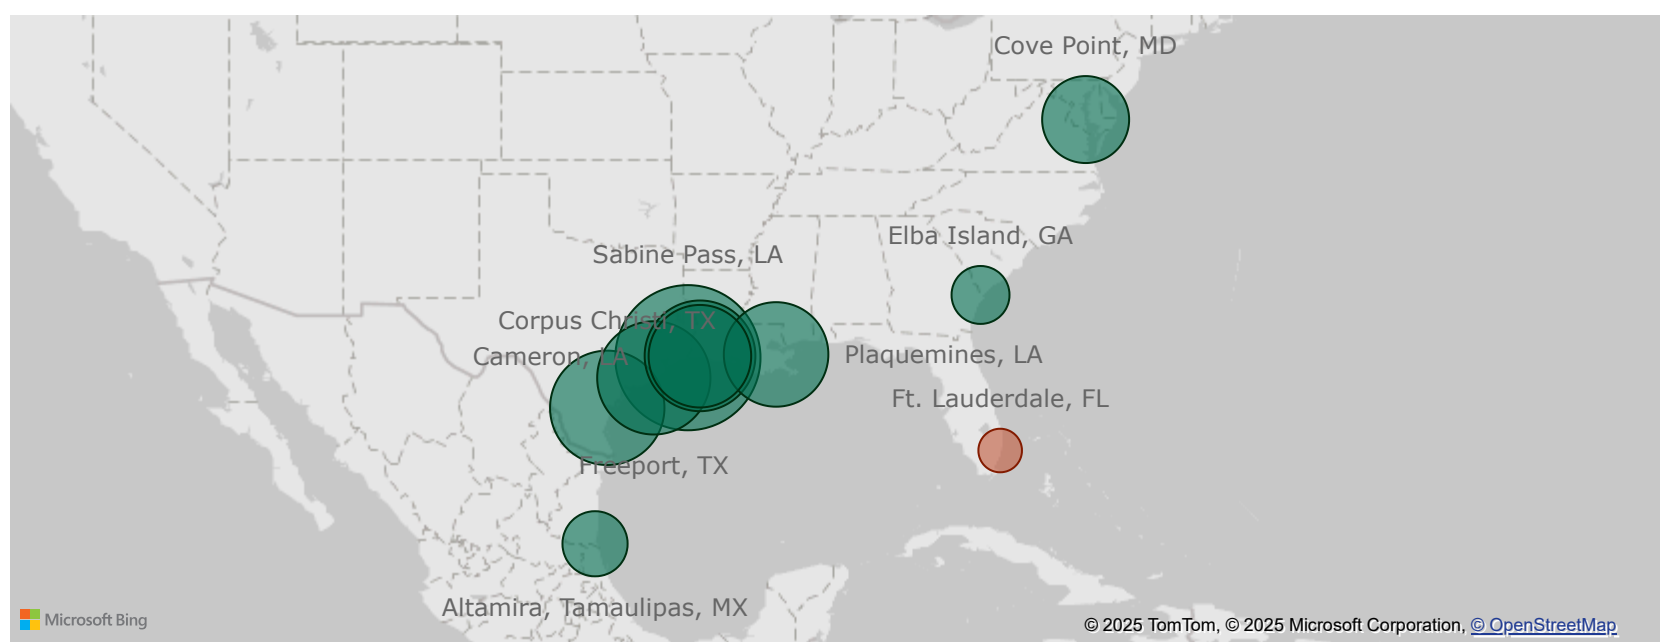 Cove Point, MD
Elba Island, GA
Sabine Pass, LA
Corpus Christi, TX
Cameron, LA
Plaquemines, LA
Ft. Lauderdale, FL
Freeport, TX
Altamira, Tamaulipas, MX
Microsoft Bing
© 2025 TomTom, © 2025 Microsoft Corporation, © OpenStreetMap